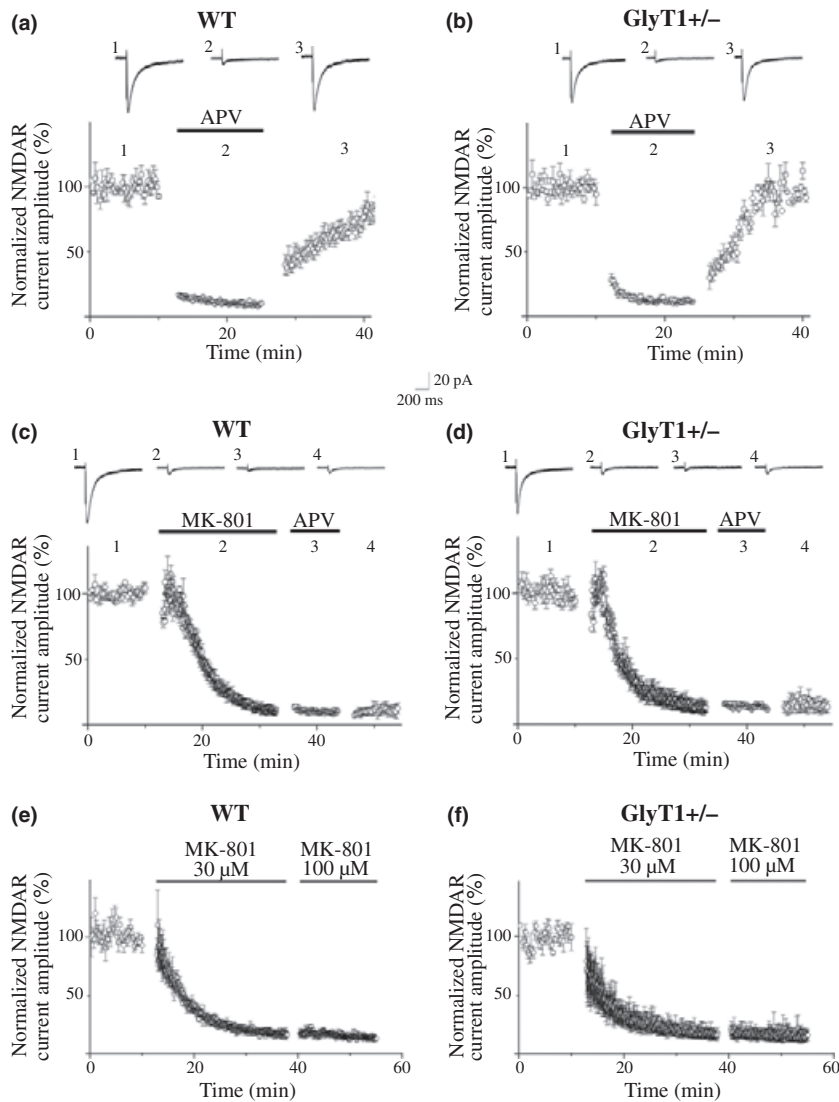 (a) WT
1 2 3
APV
1 2 3
Normalized NMDAR
current amplitude (%)
100
50
0 20 40
Time (min)
(b) GlyT1+/–
1 2 3
APV
1 2 3
Normalized NMDAR
current amplitude (%)
100
50
0 20 40
Time (min)
20 pA
200 ms
(c) WT
1 2 3 4
MK-801 APV
1 2 3 4
Normalized NMDAR
current amplitude (%)
100
50
0 20 40
Time (min)
(d) GlyT1+/–
1 2 3 4
MK-801 APV
1 2 3 4
Normalized NMDAR
current amplitude (%)
100
50
0 20 40
Time (min)
(e) WT
MK-801 MK-801
30 μM 100 μM
Normalized NMDAR
current amplitude (%)
100
50
0 20 40 60
Time (min)
(f) GlyT1+/–
MK-801 MK-801
30 μM 100 μM
Normalized NMDAR
current amplitude (%)
100
50
0 20 40 60
Time (min)